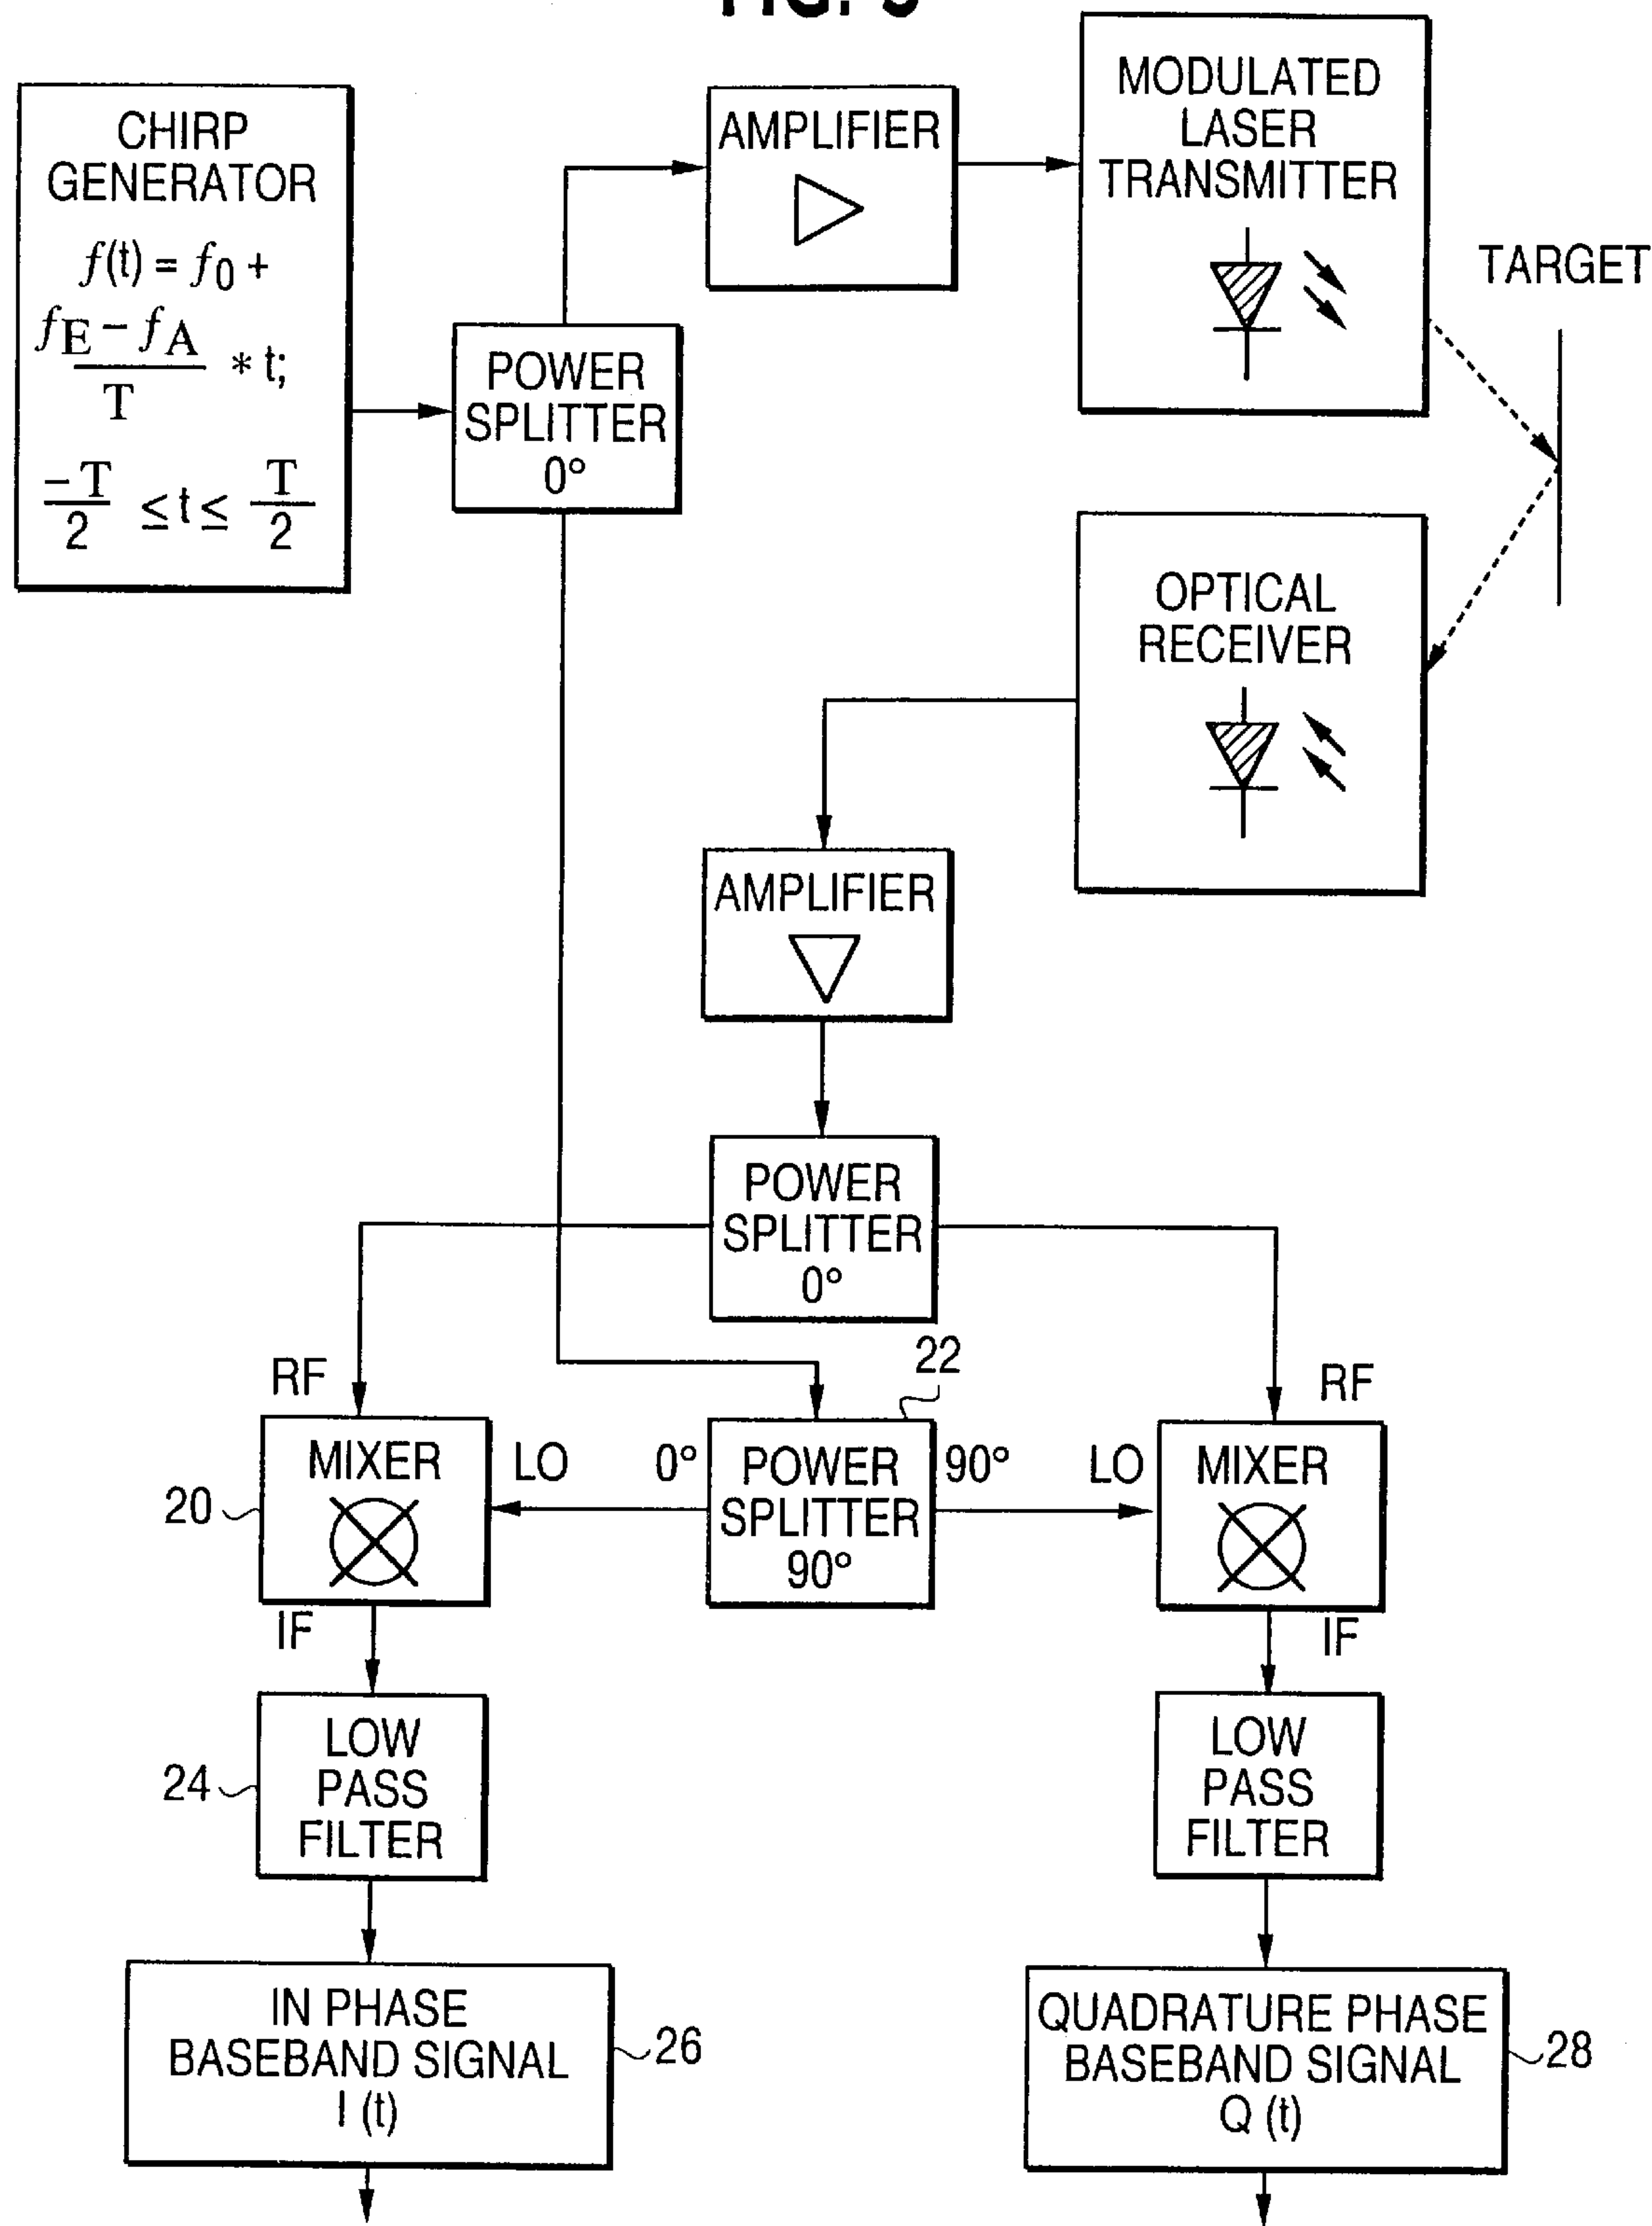 MODULATED
LASER
TRANSMITTER
CHIRP
GENERATOR
f(t) = f0 +
fE – fA
T
* t;
–T
2
≤ t ≤
T
2
AMPLIFIER
TARGET
POWER
SPLITTER
0°
OPTICAL
RECEIVER
AMPLIFIER
POWER
SPLITTER
0°
22
RF
RF
MIXER
LO
0°
POWER
SPLITTER
90°
90°
LO
MIXER
20
IF
IF
LOW
PASS
FILTER
24
LOW
PASS
FILTER
IN PHASE
BASEBAND SIGNAL
I (t)
26
QUADRATURE PHASE
BASEBAND SIGNAL
Q (t)
28